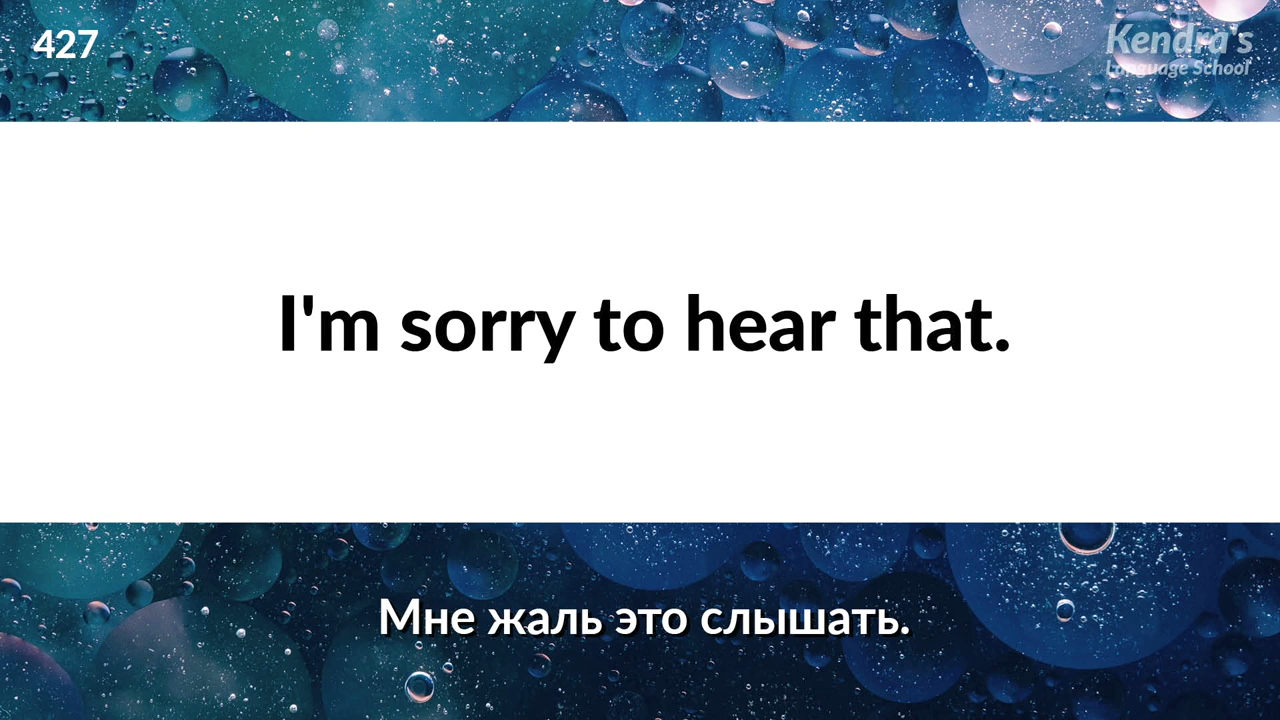 427
Kendra's
Language School
I'm sorry to hear that.
Мне жаль это слышать.